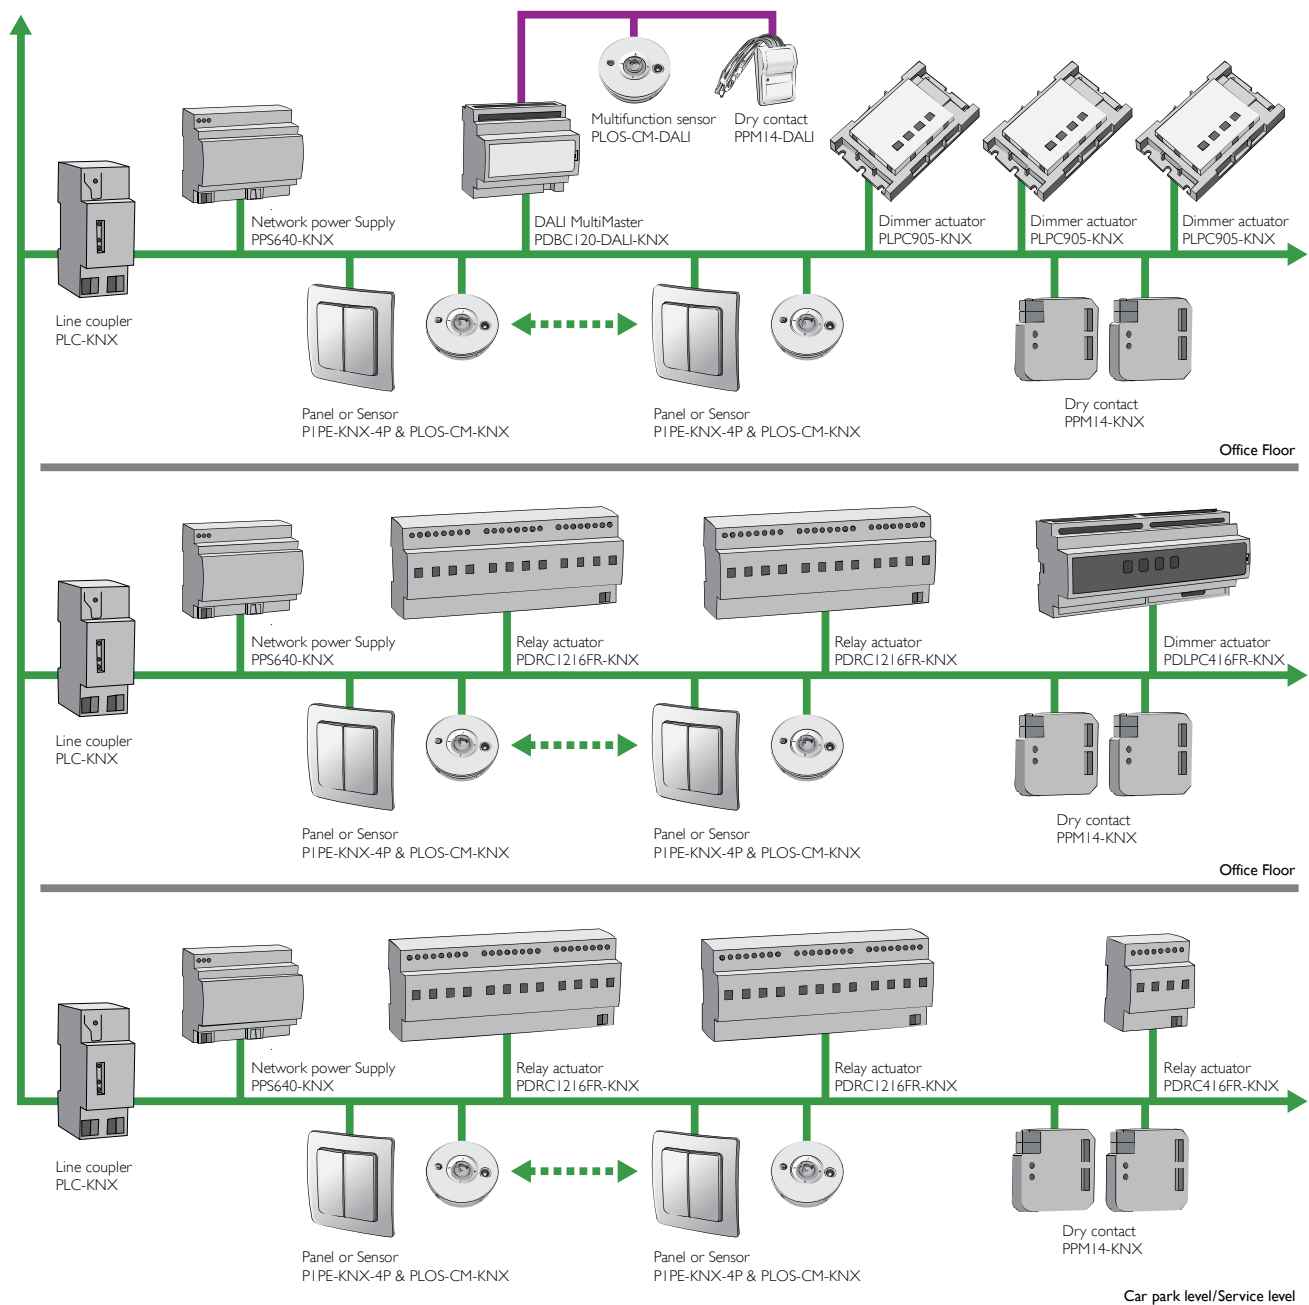 Multifunction sensor
PLOS-CM-DALI
Dry contact
PPM14-DALI
Network power Supply
PPS640-KNX
DALI MultiMaster
PDBC120-DALI-KNX
Dimmer actuator
PLPC905-KNX
Dimmer actuator
PLPC905-KNX
Dimmer actuator
PLPC905-KNX
Line coupler
PLC-KNX
Panel or Sensor
P1PE-KNX-4P & PLOS-CM-KNX
Panel or Sensor
P1PE-KNX-4P & PLOS-CM-KNX
Dry contact
PPM14-KNX
Office Floor
Network power Supply
PPS640-KNX
Relay actuator
PDRC1216FR-KNX
Relay actuator
PDRC1216FR-KNX
Dimmer actuator
PDLPC416FR-KNX
Line coupler
PLC-KNX
Panel or Sensor
P1PE-KNX-4P & PLOS-CM-KNX
Panel or Sensor
P1PE-KNX-4P & PLOS-CM-KNX
Dry contact
PPM14-KNX
Office Floor
Network power Supply
PPS640-KNX
Relay actuator
PDRC1216FR-KNX
Relay actuator
PDRC1216FR-KNX
Relay actuator
PDRC416FR-KNX
Line coupler
PLC-KNX
Panel or Sensor
P1PE-KNX-4P & PLOS-CM-KNX
Panel or Sensor
P1PE-KNX-4P & PLOS-CM-KNX
Dry contact
PPM14-KNX
Car park level/Service level